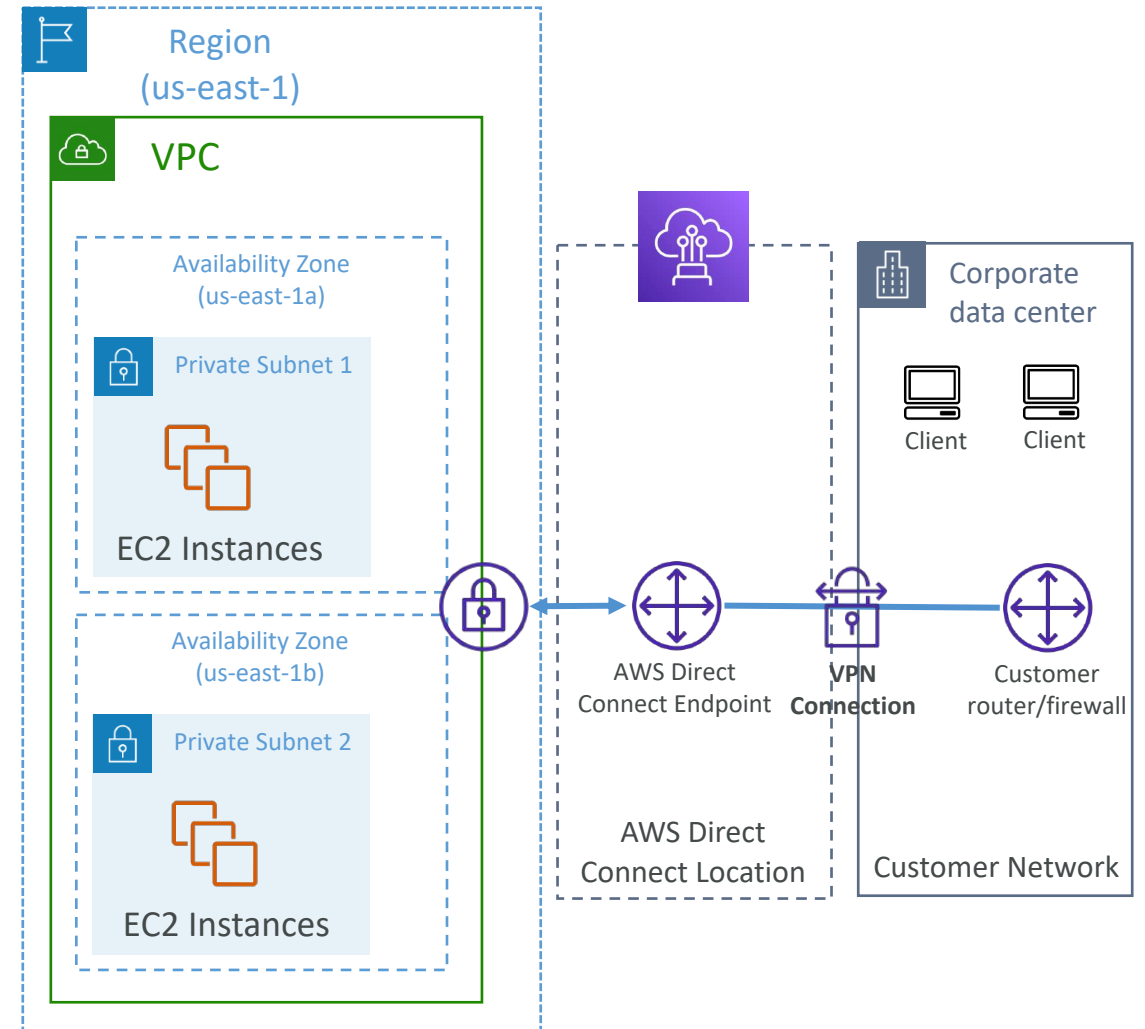 Region
(us-east-1)
VPC
Availability Zone
(us-east-1a)
Private Subnet 1
EC2 Instances
Availability Zone
(us-east-1b)
Private Subnet 2
EC2 Instances
AWS Direct
Connect Endpoint
VPN
Connection
AWS Direct
Connect Location
Corporate
data center
Client
Client
Customer
router/firewall
Customer Network